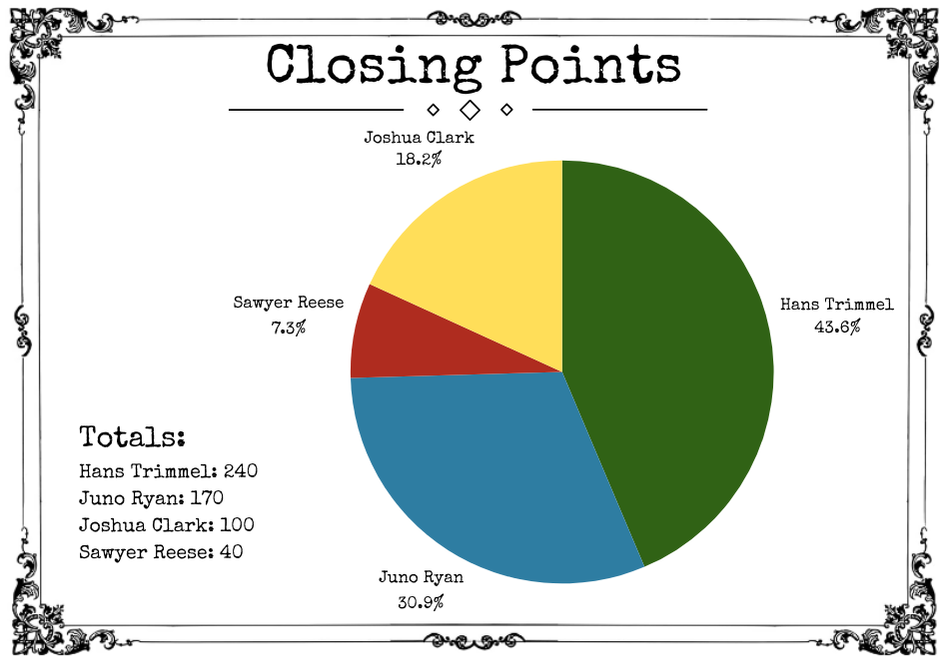 Closing Points
Joshua Clark
18.2%
Sawyer Reese
7.3%
Hans Trimmel
43.6%
Totals:
Hans Trimmel: 240
Juno Ryan: 170
Joshua Clark: 100
Sawyer Reese: 40
Juno Ryan
30.9%